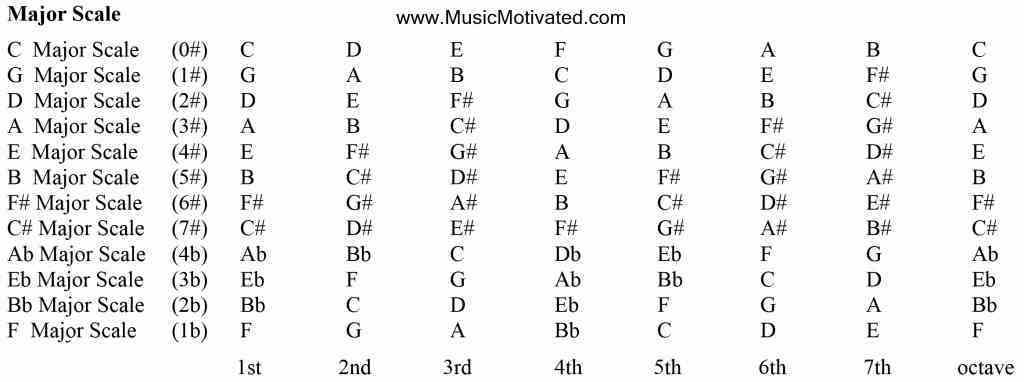 Major Scale www.MusicMotivated.com
C Major Scale (0#) C D E F G A B C
G Major Scale (1#) G A B C D E F# G
D Major Scale (2#) D E F# G A B C# D
A Major Scale (3#) A B C# D E F# G# A
E Major Scale (4#) E F# G# A B C# D# E
B Major Scale (5#) B C# D# E F# G# A# B
F# Major Scale (6#) F# G# A# B C# D# E# F#
C# Major Scale (7#) C# D# E# F# G# A# B# C#
Ab Major Scale (4b) Ab Bb C Db Eb F G Ab
Eb Major Scale (3b) Eb F G Ab Bb C D Eb
Bb Major Scale (2b) Bb C D Eb F G A Bb
F Major Scale (1b) F G A Bb C D E F
1st 2nd 3rd 4th 5th 6th 7th octave